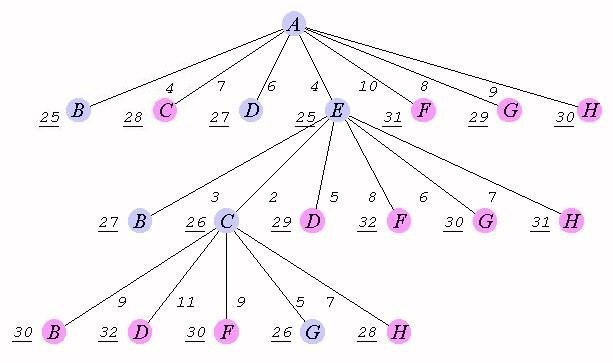 A
4 7 6 4 10 8 9
25 B 28 C 27 D 25 E 31 F 29 G 30 H
3 2 5 8 6 7
27 B 26 C 29 D 32 F 30 G 31 H
9 11 9 5 7
30 B 32 D 30 F 26 G 28 H